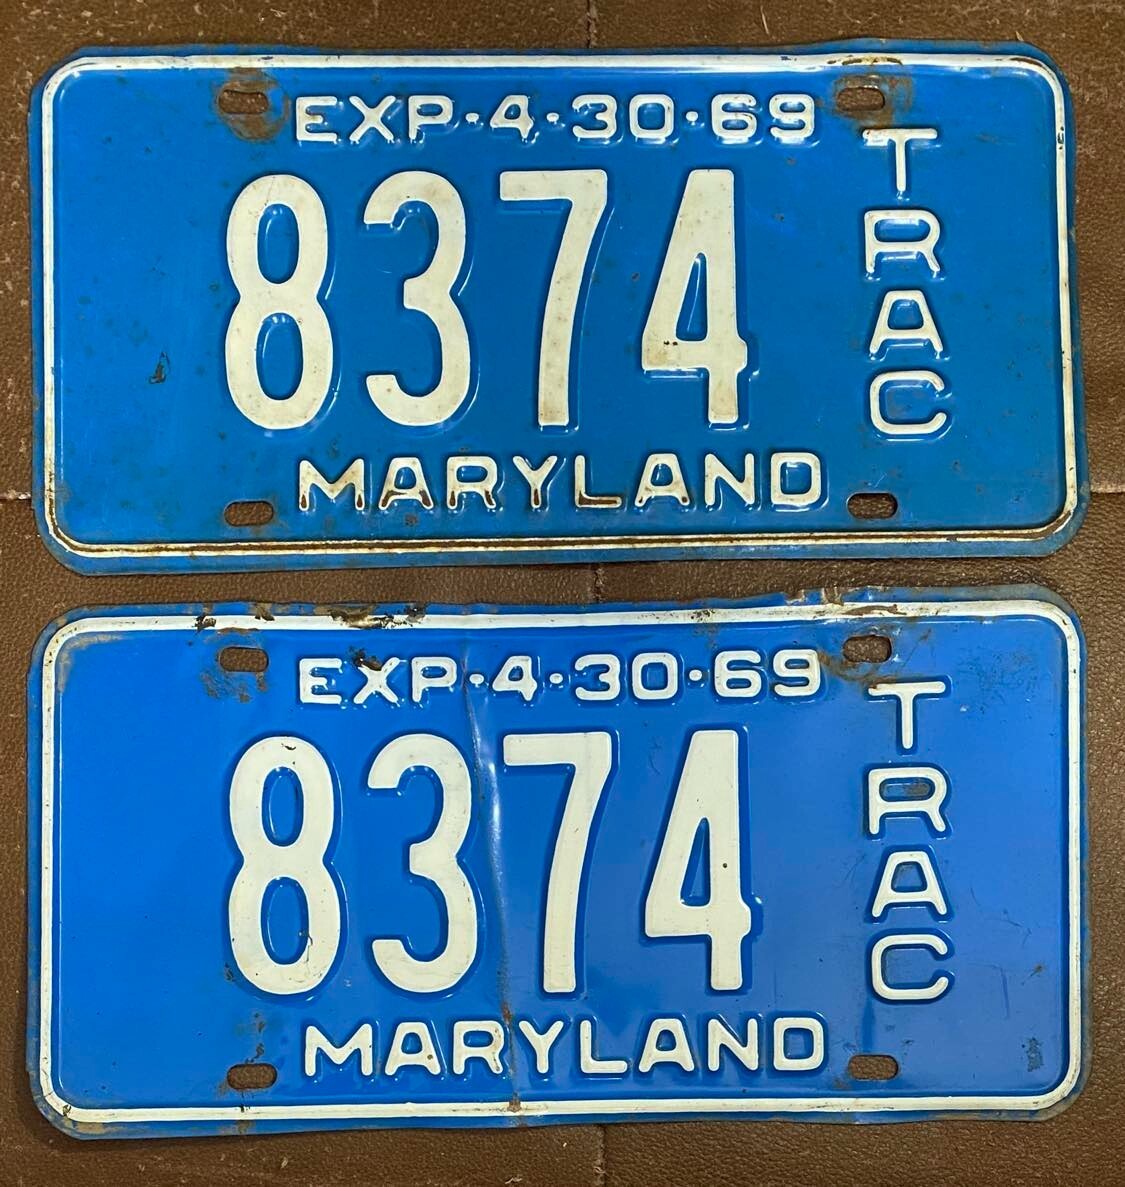 EXP·4·30·69
8374
TRAC
MARYLAND
EXP·4·30·69
8374
TRAC
MARYLAND